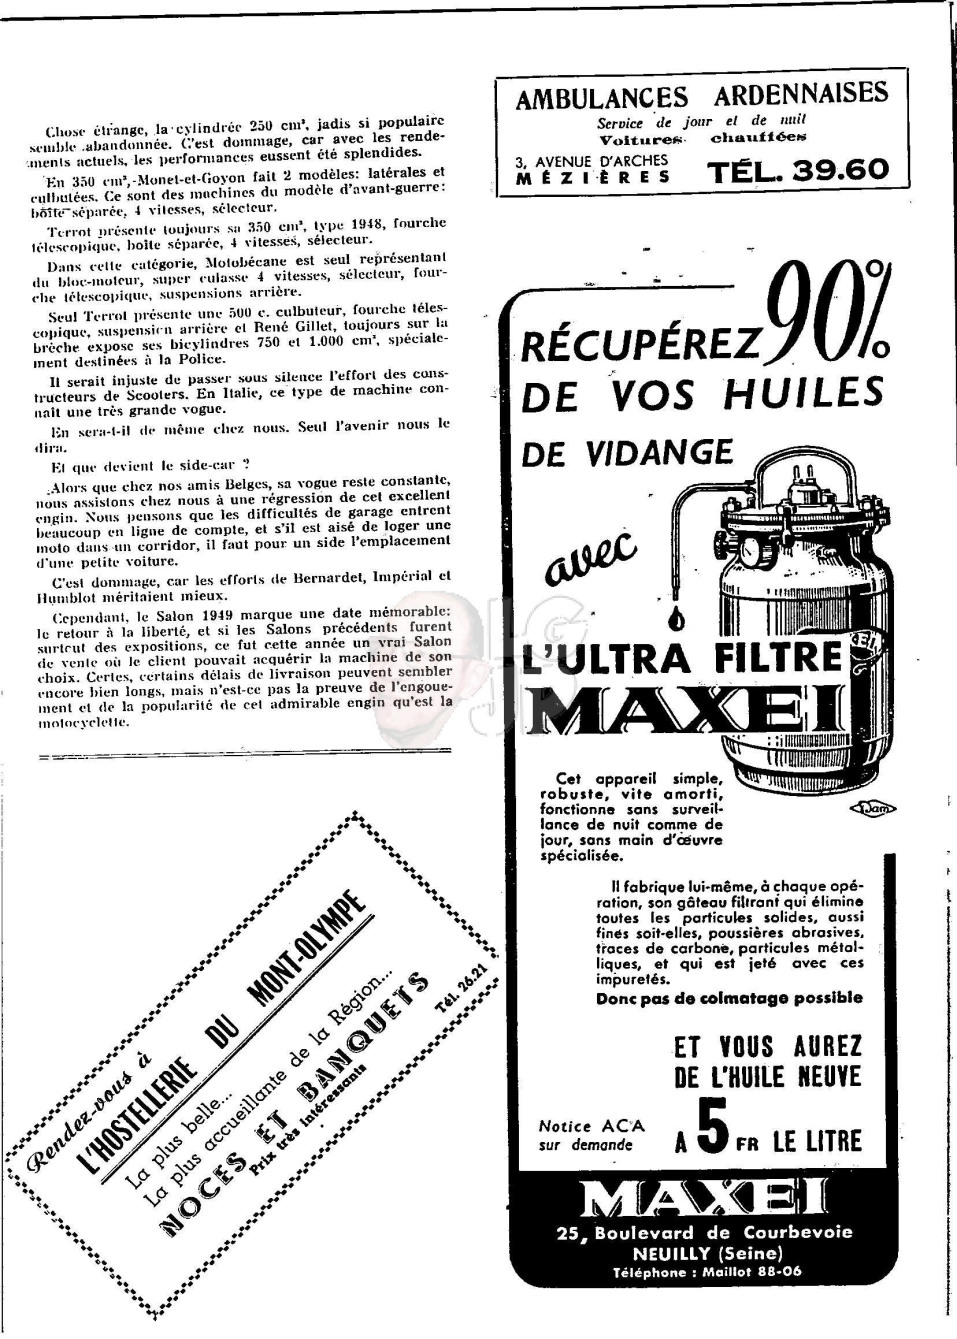 Chose étrange, la cylindrée 250 cm³, jadis si populaire
semble abandonnée. C'est dommage, car avec les rende-
ments actuels, les performances eussent été splendides.
En 350 cm³, Monet-et-Goyon fait 2 modèles: latérales et
culbutées. Ce sont des machines du modèle d'avant-guerre:
boîte séparée, 4 vitesses, sélecteur.
Terrot présente toujours sa 350 cm³, type 1948, fourche
télescopique, boîte séparée, 4 vitesses, sélecteur.
Dans cette catégorie, Motobécane est seul représentant
du bloc-moteur, super culasse 4 vitesses, sélecteur, four-
che télescopique, suspensions arrière.
Seul Terrot présente une 500 c. culbuteur, fourche téles-
copique, suspension arrière et René Gillet, toujours sur la
brèche expose ses bicylindres 750 et 1.000 cm³, spéciale-
ment destinées à la Police.
Il serait injuste de passer sous silence l'effort des cons-
tructeurs de Scooters. En Italie, ce type de machine con-
naît une très grande vogue.
En sera-t-il de même chez nous. Seul l'avenir nous le
dira.
Et que devient le side-car ?
Alors que chez nos amis Belges, sa vogue reste constante,
nous assistons chez nous à une régression de cet excellent
engin. Nous pensons que les difficultés de garage entrent
beaucoup en ligne de compte, et s'il est aisé de loger une
moto dans un corridor, il faut pour un side l'emplacement
d'une petite voiture.
C'est dommage, car les efforts de Bernardet, Impérial et
Humblot méritaient mieux.
Cependant, le Salon 1949 marque une date mémorable:
le retour à la liberté, et si les Salons précédents furent
surtout des expositions, ce fut cette année un vrai Salon
de vente où le client pouvait acquérir la machine de son
choix. Certes, certains délais de livraison peuvent sembler
encore bien longs, mais n'est-ce pas la preuve de l'engoue-
ment et de la popularité de cet admirable engin qu'est la
motocyclette.
Rendez-vous à
L'HOSTELLERIE DU MONT-OLYMPE
La plus belle...
La plus accueillante de la Région...
NOCES ET BANQUETS
Prix très intéressants
Tél. 26.21
AMBULANCES ARDENNAISES
Service de jour et de nuit
Voitures chauffées
3, AVENUE D'ARCHES
MÉZIÈRES
TÉL. 39.60
RÉCUPÉREZ 90%
DE VOS HUILES
DE VIDANGE
avec
L'ULTRA FILTRE
MAXEI
Jam
Cet appareil simple,
robuste, vite amorti,
fonctionne sans surveil-
lance de nuit comme de
jour, sans main d'œuvre
spécialisée.
Il fabrique lui-même, à chaque opé-
ration, son gâteau filtrant qui élimine
toutes les particules solides, aussi
fines soit-elles, poussières abrasives,
traces de carbone, particules métal-
liques, et qui est jeté avec ces
impuretés.
Donc pas de colmatage possible
ET VOUS AUREZ
DE L'HUILE NEUVE
A 5 FR LE LITRE
Notice ACA
sur demande
MAXEI
25, Boulevard de Courbevoie
NEUILLY (Seine)
Téléphone : Maillot 88-06